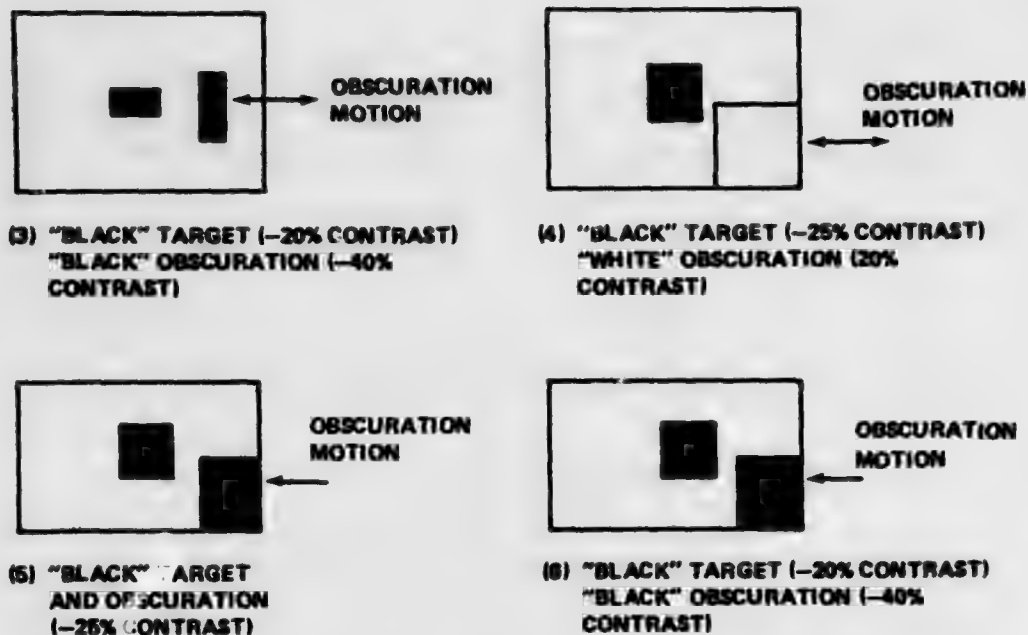 OBSCURATION
MOTION
(3) "BLACK" TARGET (–20% CONTRAST)
"BLACK" OBSCURATION (–40%
CONTRAST)
OBSCURATION
MOTION
(4) "BLACK" TARGET (–25% CONTRAST)
"WHITE" OBSCURATION (20%
CONTRAST)
OBSCURATION
MOTION
(5) "BLACK" TARGET
AND OBSCURATION
(–25% CONTRAST)
OBSCURATION
MOTION
(6) "BLACK" TARGET (–20% CONTRAST)
"BLACK" OBSCURATION (–40%
CONTRAST)